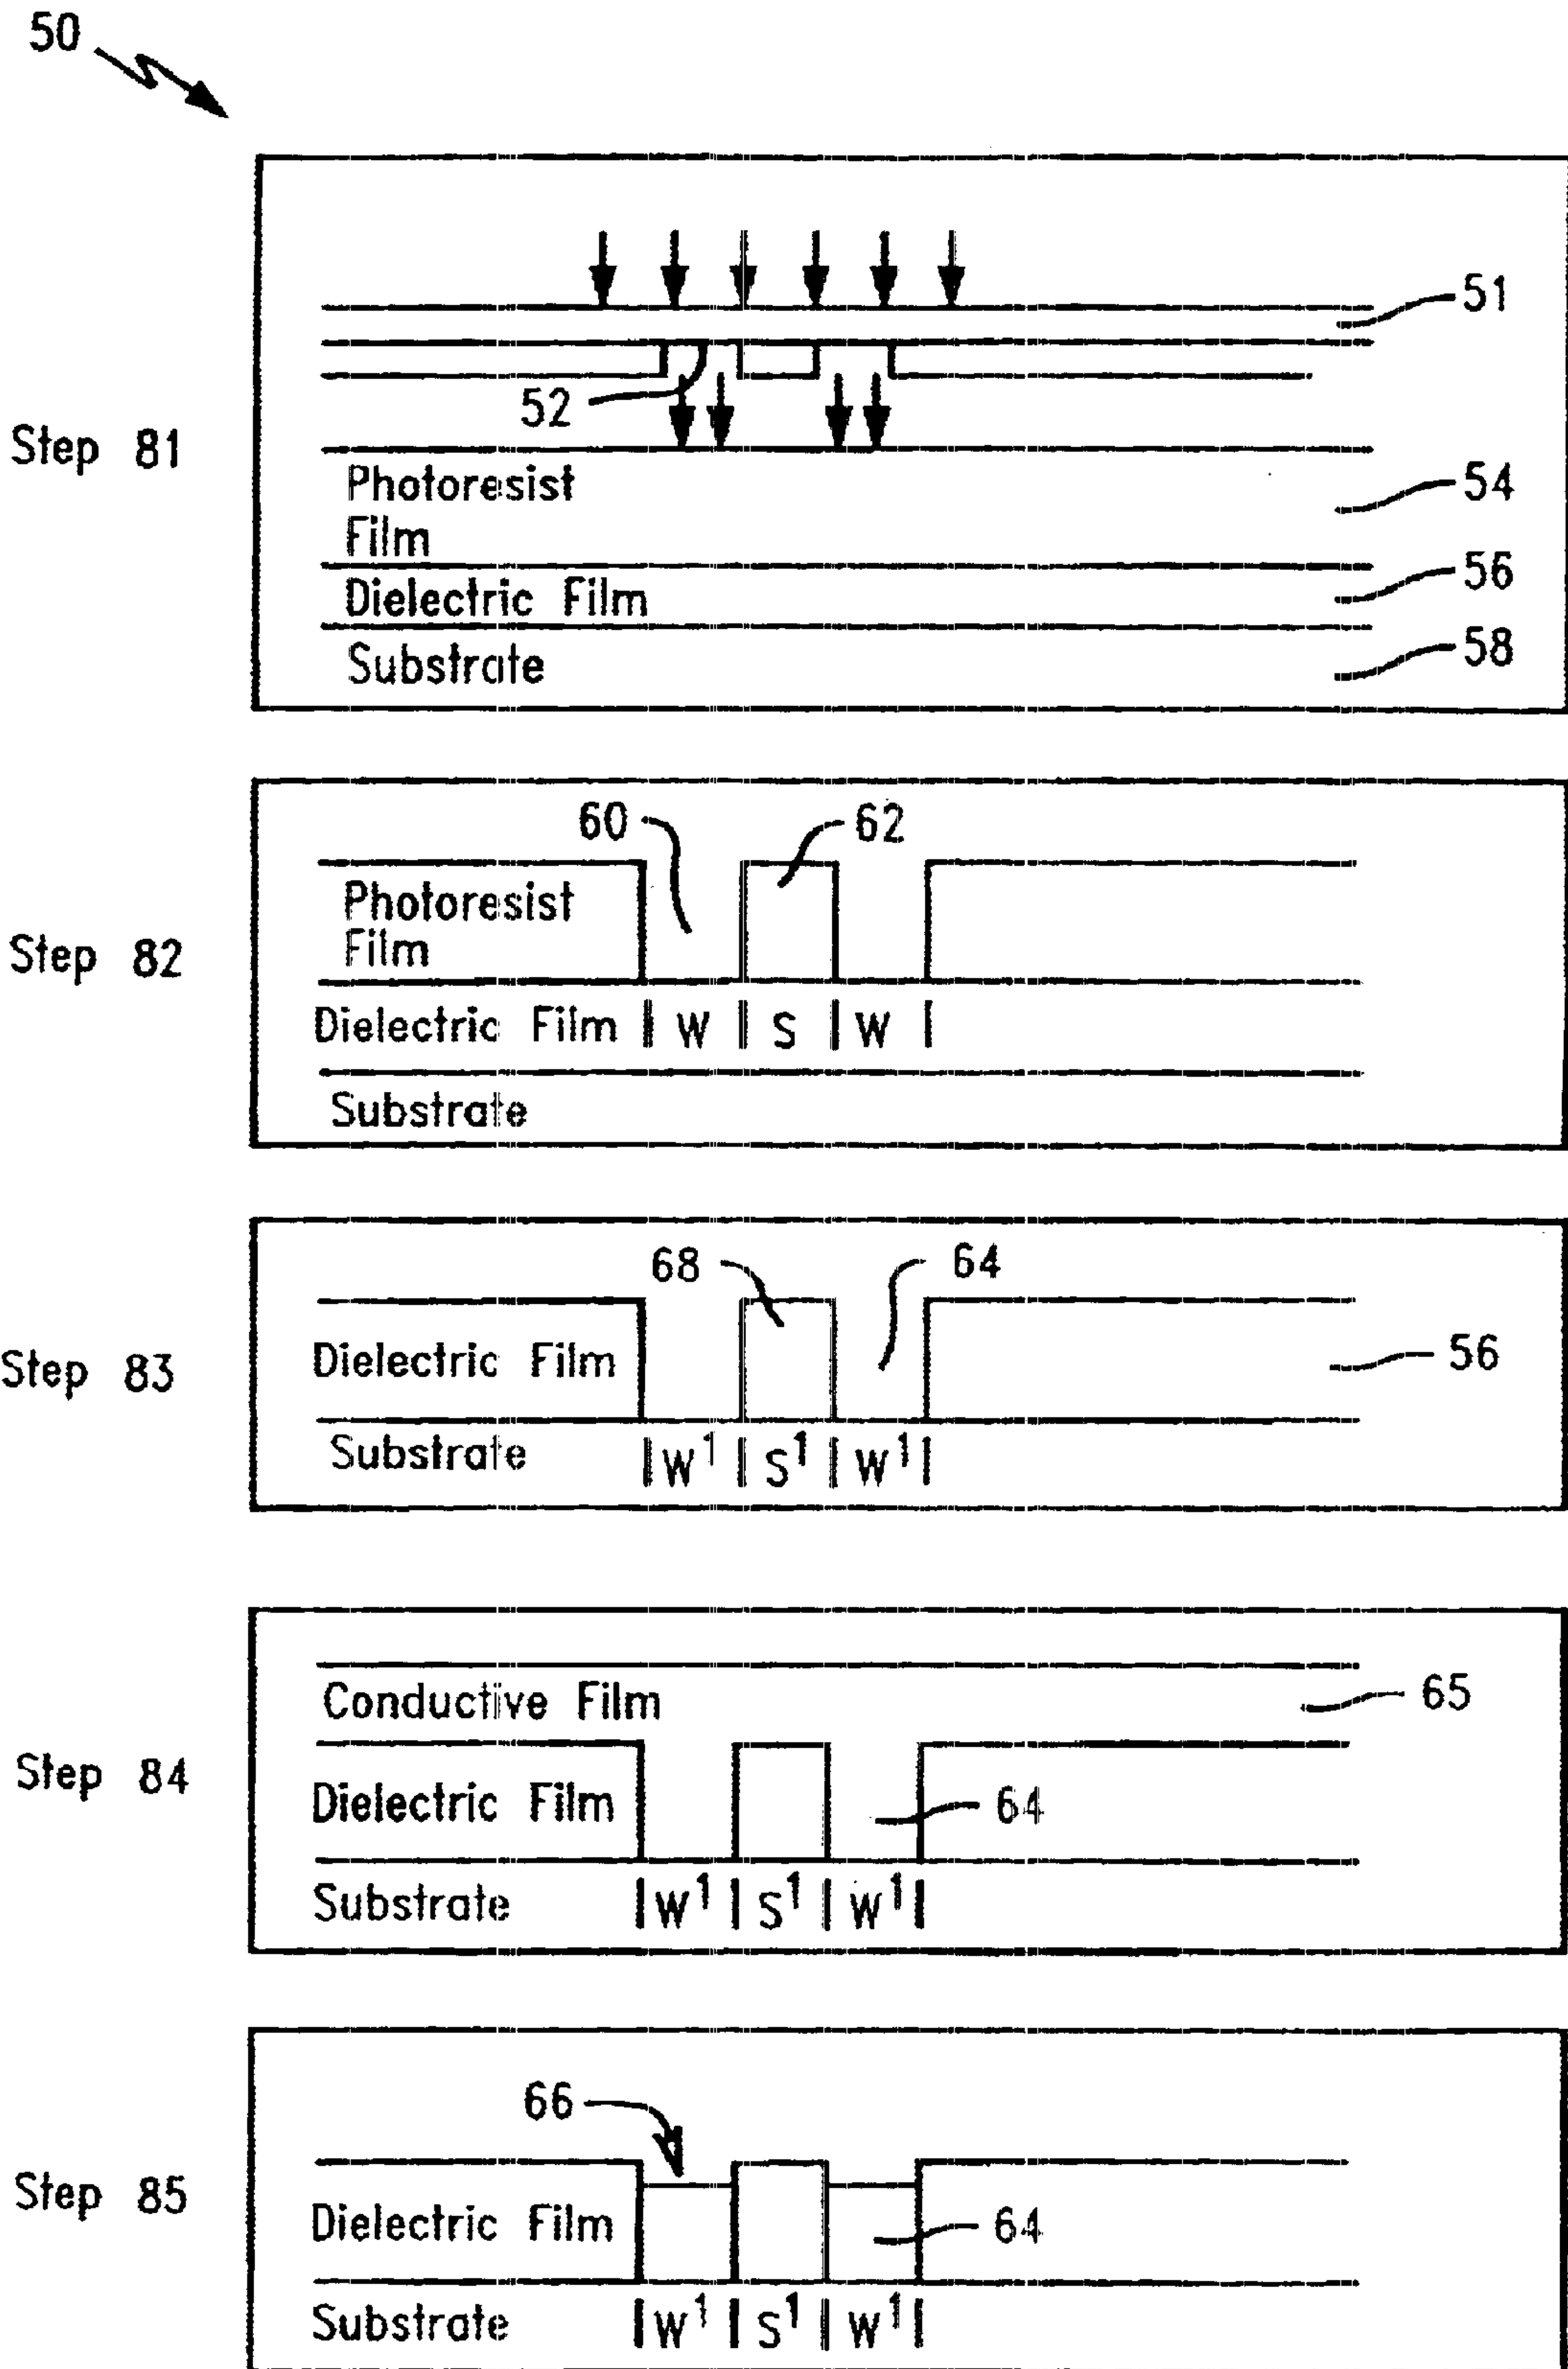 50
51
52
Step 81
Photoresist
Film
54
Dielectric Film
56
Substrate
58
60
62
Step 82
Photoresist
Film
Dielectric Film W S W
Substrate
68
64
Step 83
Dielectric Film
56
Substrate W¹ S¹ W¹
Conductive Film
65
Step 84
Dielectric Film
64
Substrate W¹ S¹ W¹
66
Step 85
Dielectric Film
64
Substrate W¹ S¹ W¹